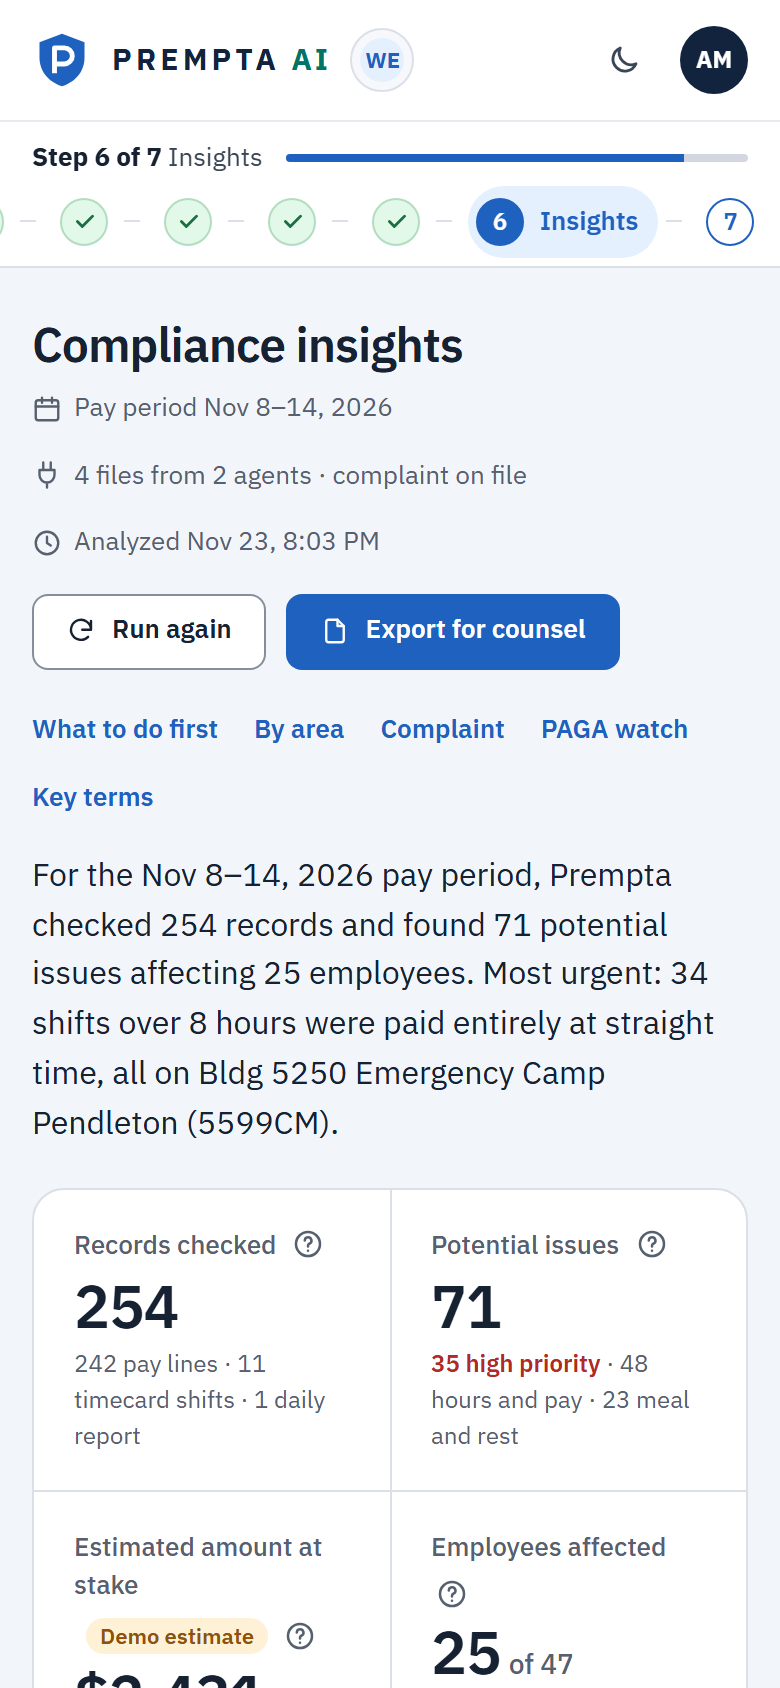 PREMPTA AI WE AM
Step 6 of 7 Insights
6 Insights 7
Compliance insights
Pay period Nov 8–14, 2026
4 files from 2 agents · complaint on file
Analyzed Nov 23, 8:03 PM
Run again Export for counsel
What to do first By area Complaint PAGA watch
Key terms
For the Nov 8–14, 2026 pay period, Prempta
checked 254 records and found 71 potential
issues affecting 25 employees. Most urgent: 34
shifts over 8 hours were paid entirely at straight
time, all on Bldg 5250 Emergency Camp
Pendleton (5599CM).
Records checked
254
242 pay lines · 11
timecard shifts · 1 daily
report
Potential issues
71
35 high priority · 48
hours and pay · 23 meal
and rest
Estimated amount at
stake
Demo estimate
Employees affected
25 of 47